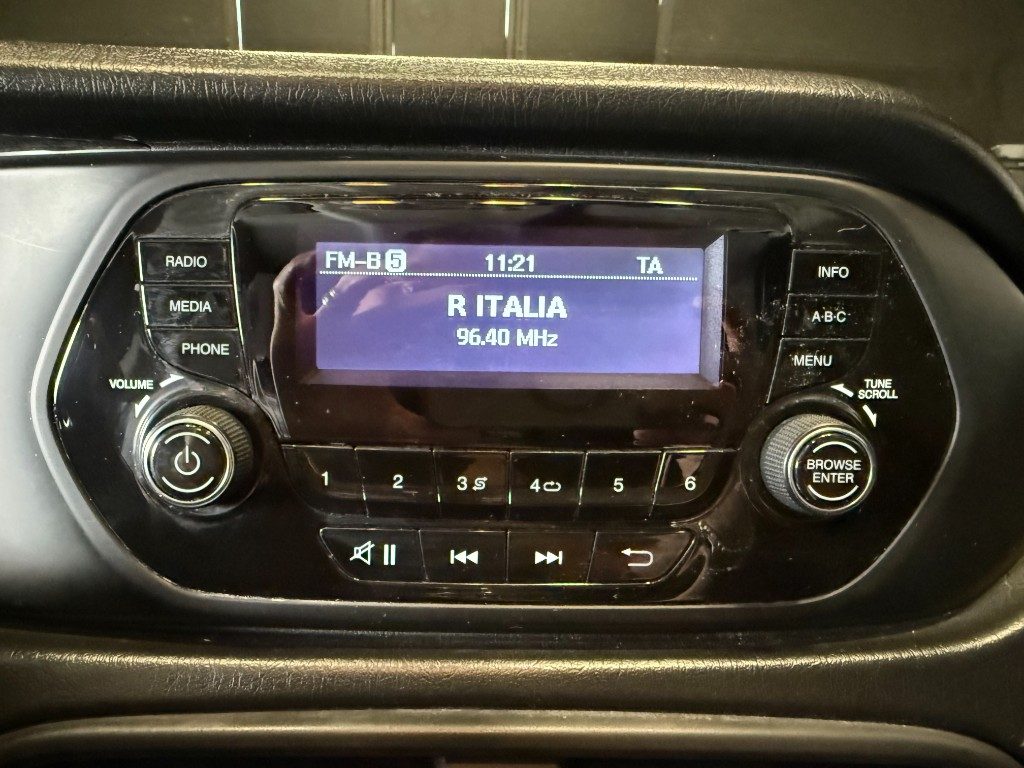 FM-B 5 11:21 TA
R ITALIA
96.40 MHz
RADIO
MEDIA
PHONE
VOLUME
INFO
A·B·C
MENU
TUNE
SCROLL
BROWSE
ENTER
1 2 3 4 5 6